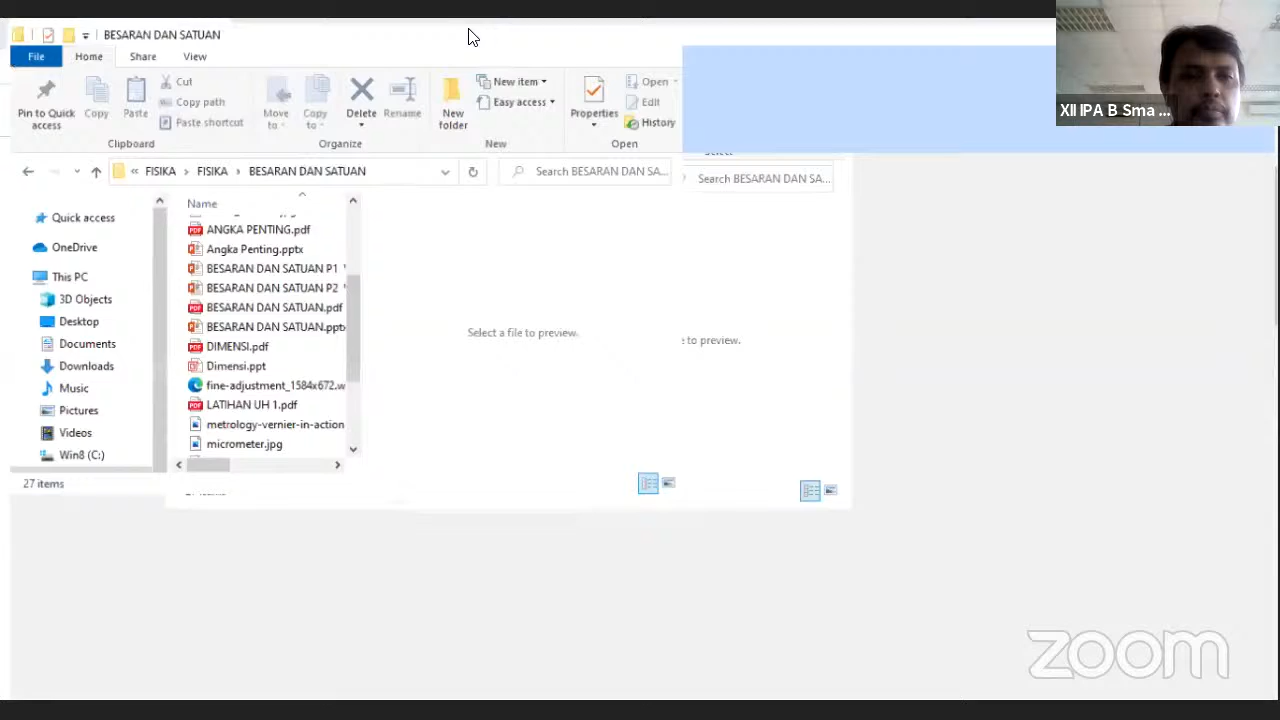 BESARAN DAN SATUAN
File Home Share View
Pin to Quick access
Copy
Paste
Cut
Copy path
Paste shortcut
Clipboard
Move to
Copy to
Delete
Rename
Organize
New folder
New item
Easy access
New
Properties
Open
Edit
History
Open
XII IPA B Sma ...
« FISIKA › FISIKA › BESARAN DAN SATUAN
Search BESARAN DAN SA...
Search BESARAN DAN SA...
Quick access
OneDrive
This PC
3D Objects
Desktop
Documents
Downloads
Music
Pictures
Videos
Win8 (C:)
Name
ANGKA PENTING.pdf
Angka Penting.pptx
BESARAN DAN SATUAN P1
BESARAN DAN SATUAN P2
BESARAN DAN SATUAN.pdf
BESARAN DAN SATUAN.pptx
DIMENSI.pdf
Dimensi.ppt
fine-adjustment_1584x672.w
LATIHAN UH 1.pdf
metrology-vernier-in-action
micrometer.jpg
Select a file to preview.
e to preview.
27 items
zoom